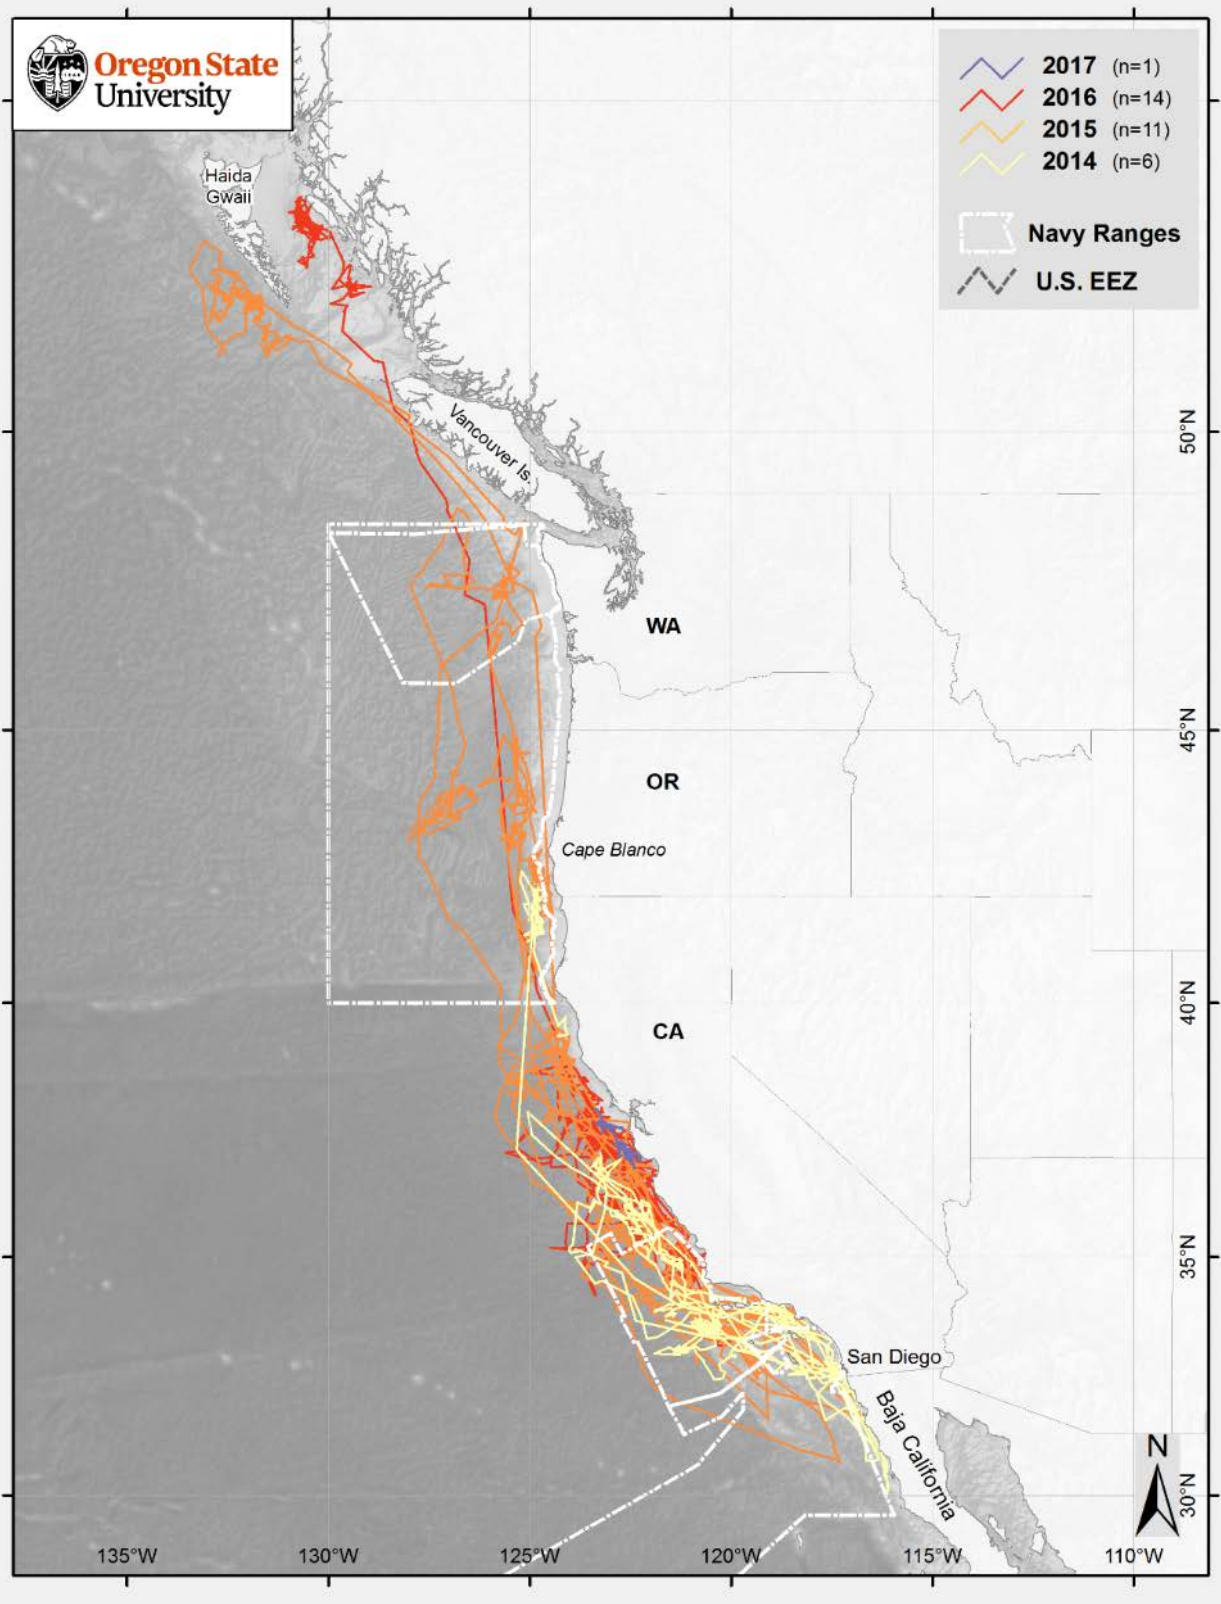 Oregon State
University
2017 (n=1)
2016 (n=14)
2015 (n=11)
2014 (n=6)
Navy Ranges
U.S. EEZ
Haida
Gwaii
Vancouver Is.
50°N
WA
45°N
OR
Cape Blanco
40°N
CA
35°N
San Diego
Baja California
N
30°N
135°W
130°W
125°W
120°W
115°W
110°W